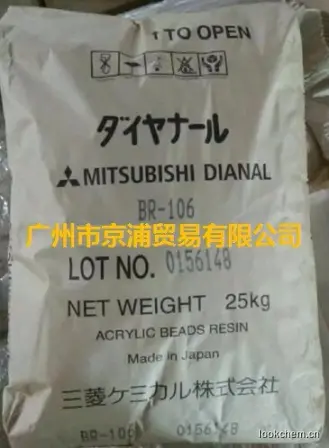 TO OPEN
ダイヤナール
MITSUBISHI DIANAL
BR-106
广州市京浦贸易有限公司
LOT NO. 0156148
NET WEIGHT 25kg
ACRYLIC BEADS RESIN
Made in Japan
三菱ケミカル株式会社
BR-106 0156148
lookchem.cn